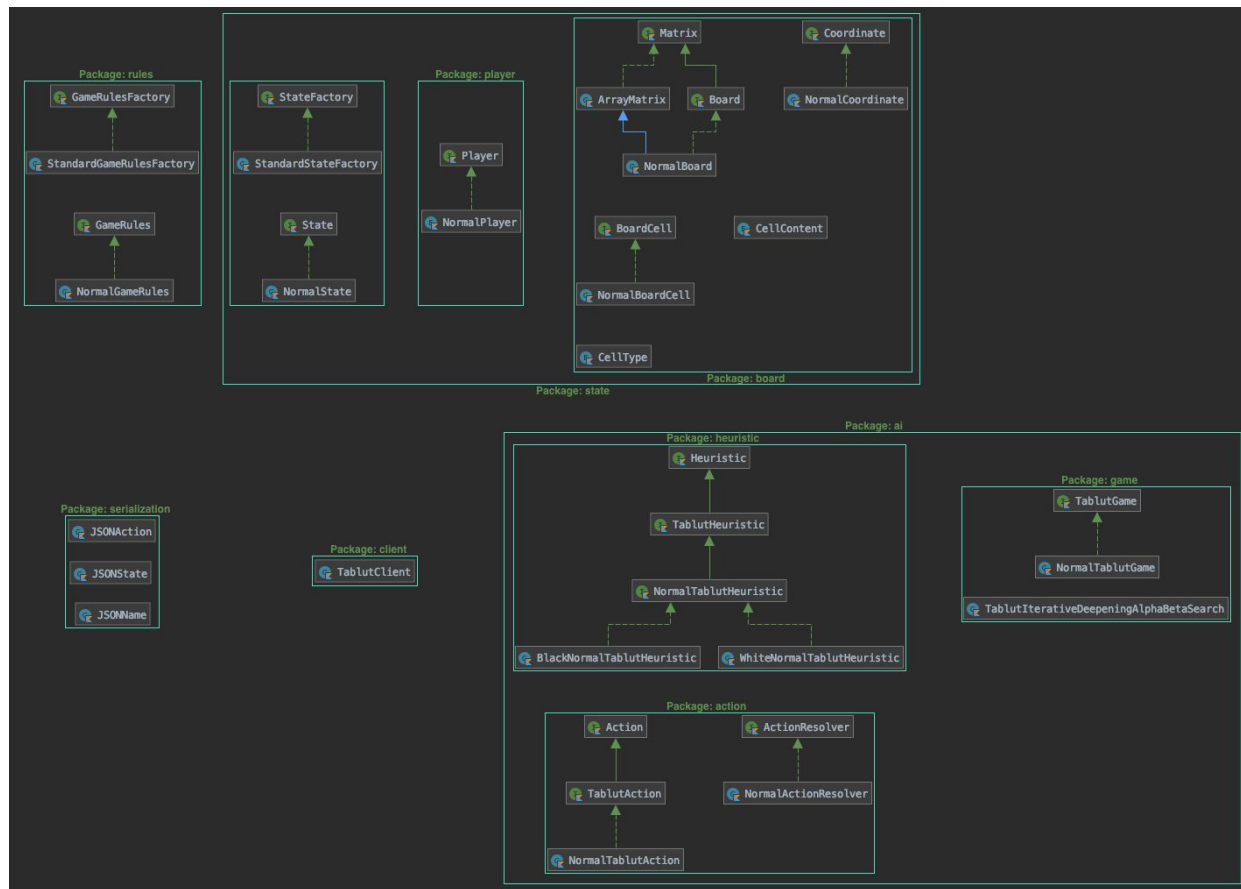 Package: rules
GameRulesFactory
StandardGameRulesFactory
GameRules
NormalGameRules
StateFactory
StandardStateFactory
State
NormalState
Package: player
Player
NormalPlayer
Matrix
Coordinate
ArrayMatrix
Board
NormalCoordinate
NormalBoard
BoardCell
CellContent
NormalBoardCell
CellType
Package: board
Package: state
Package: serialization
JSONAction
JSONState
JSONName
Package: client
TablutClient
Package: ai
Package: heuristic
Heuristic
TablutHeuristic
NormalTablutHeuristic
BlackNormalTablutHeuristic
WhiteNormalTablutHeuristic
Package: game
TablutGame
NormalTablutGame
TablutIterativeDeepeningAlphaBetaSearch
Package: action
Action
ActionResolver
TablutAction
NormalActionResolver
NormalTablutAction